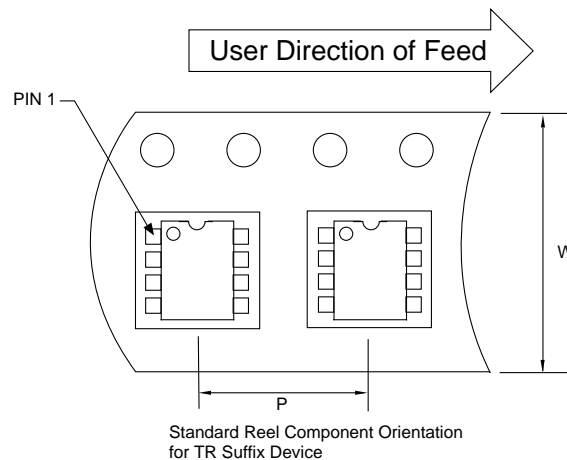 User Direction of Feed
PIN 1
W
P
Standard Reel Component Orientation
for TR Suffix Device